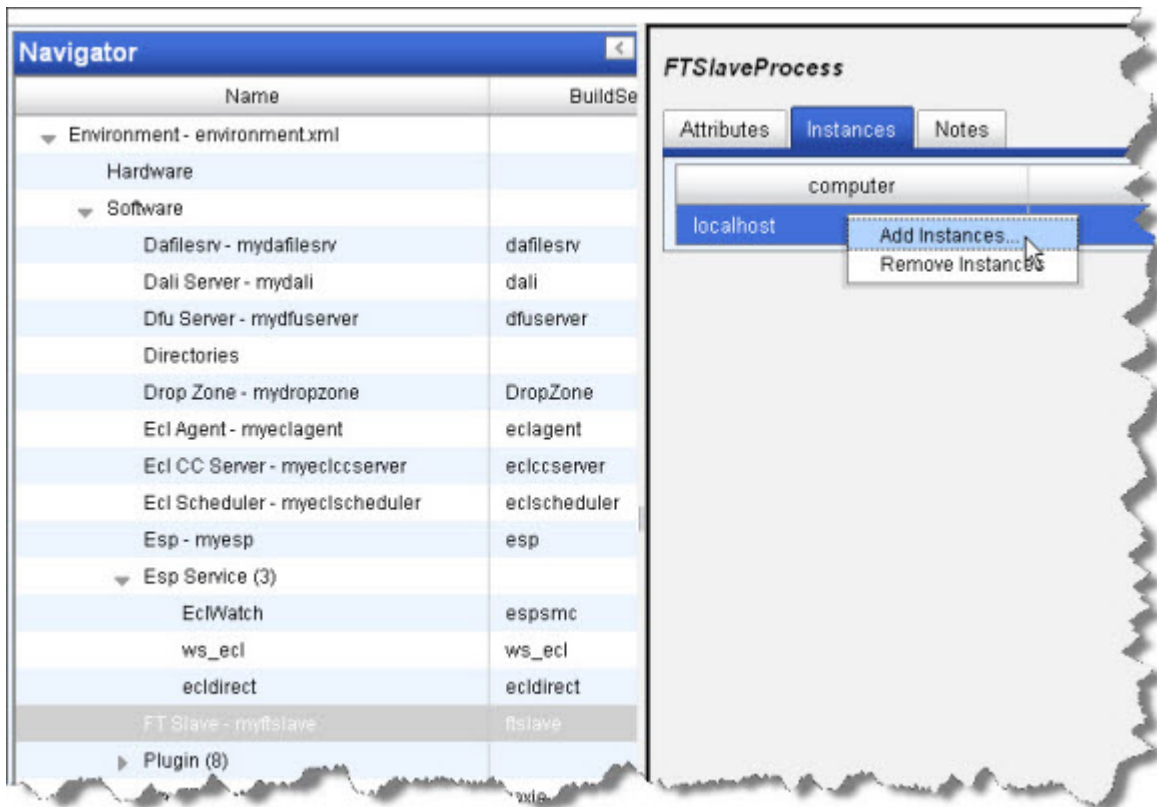 Navigator
Name BuildSe
Environment - environment.xml
Hardware
Software
Dafilesrv - mydafilesrv dafilesrv
Dali Server - mydali dali
Dfu Server - mydfuserver dfuserver
Directories
Drop Zone - mydropzone DropZone
Ecl Agent - myeclagent eclagent
Ecl CC Server - myeclccserver eclccserver
Ecl Scheduler - myeclscheduler eclscheduler
Esp - myesp esp
Esp Service (3)
EclWatch espsmc
ws_ecl ws_ecl
ecldirect ecldirect
FT Slave - myftslave ftslave
Plugin (8)
FTSlaveProcess
Attributes Instances Notes
computer
localhost
Add Instances...
Remove Instances